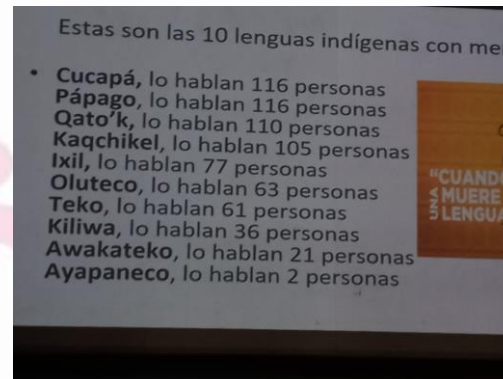 Estas son las 10 lenguas indígenas con me
• Cucapá, lo hablan 116 personas
Pápago, lo hablan 116 personas
Qato’k, lo hablan 110 personas
Kaqchikel, lo hablan 105 personas
Ixil, lo hablan 77 personas
Oluteco, lo hablan 63 personas
Teko, lo hablan 61 personas
Kiliwa, lo hablan 36 personas
Awakateko, lo hablan 21 personas
Ayapaneco, lo hablan 2 personas
“CUANDO
UNA MUERE
LENGUA